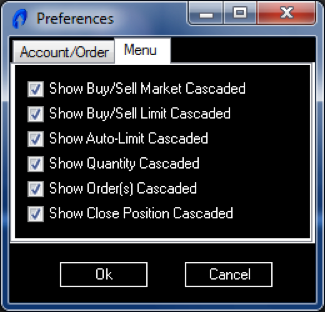 Preferences
Account/Order Menu
Show Buy/Sell Market Cascaded
Show Buy/Sell Limit Cascaded
Show Auto-Limit Cascaded
Show Quantity Cascaded
Show Order(s) Cascaded
Show Close Position Cascaded
Ok Cancel